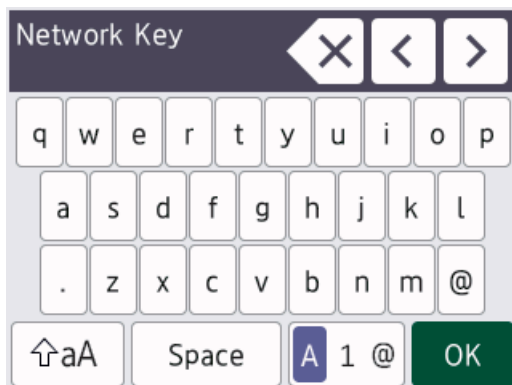 Network Key
q w e r t y u i o p
a s d f g h j k l
. z x c v b n m @
aA Space A 1 @ OK